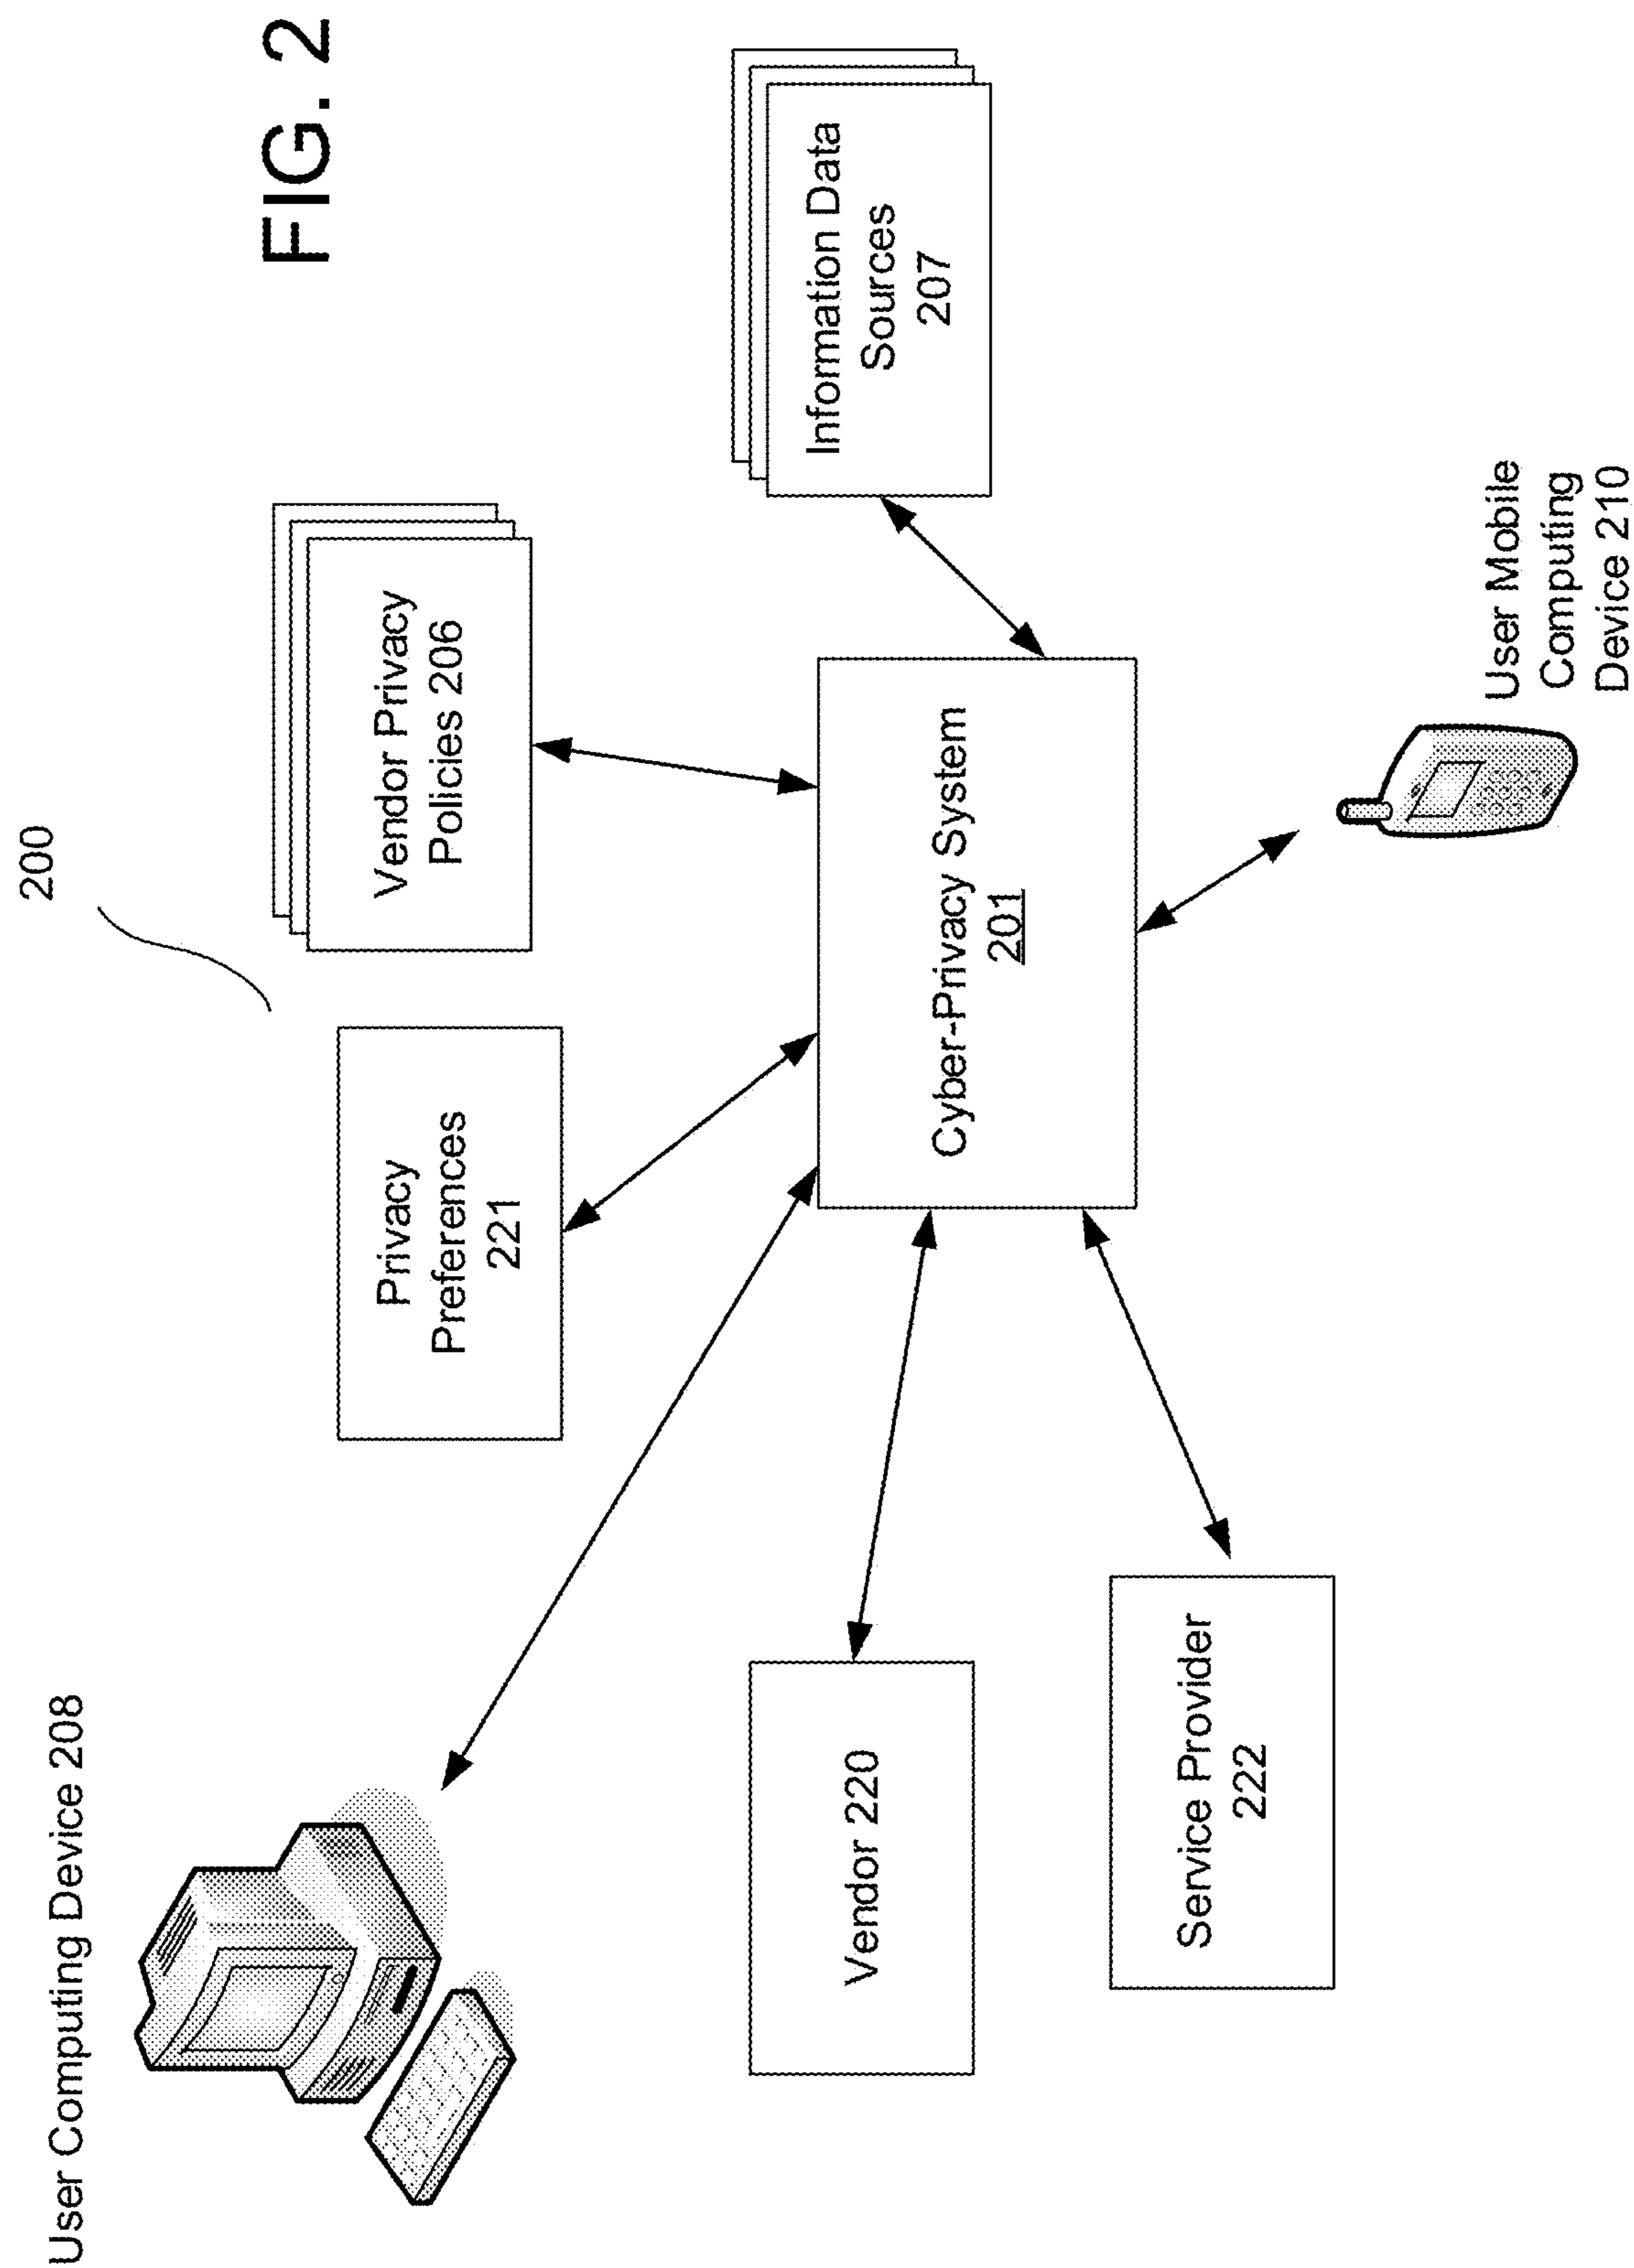 200
User Computing Device 208
Privacy
Preferences
221
Vendor Privacy
Policies 206
FIG. 2
Information Data
Sources
207
Cyber-Privacy System
201
Vendor 220
Service Provider
222
User Mobile
Computing
Device 210